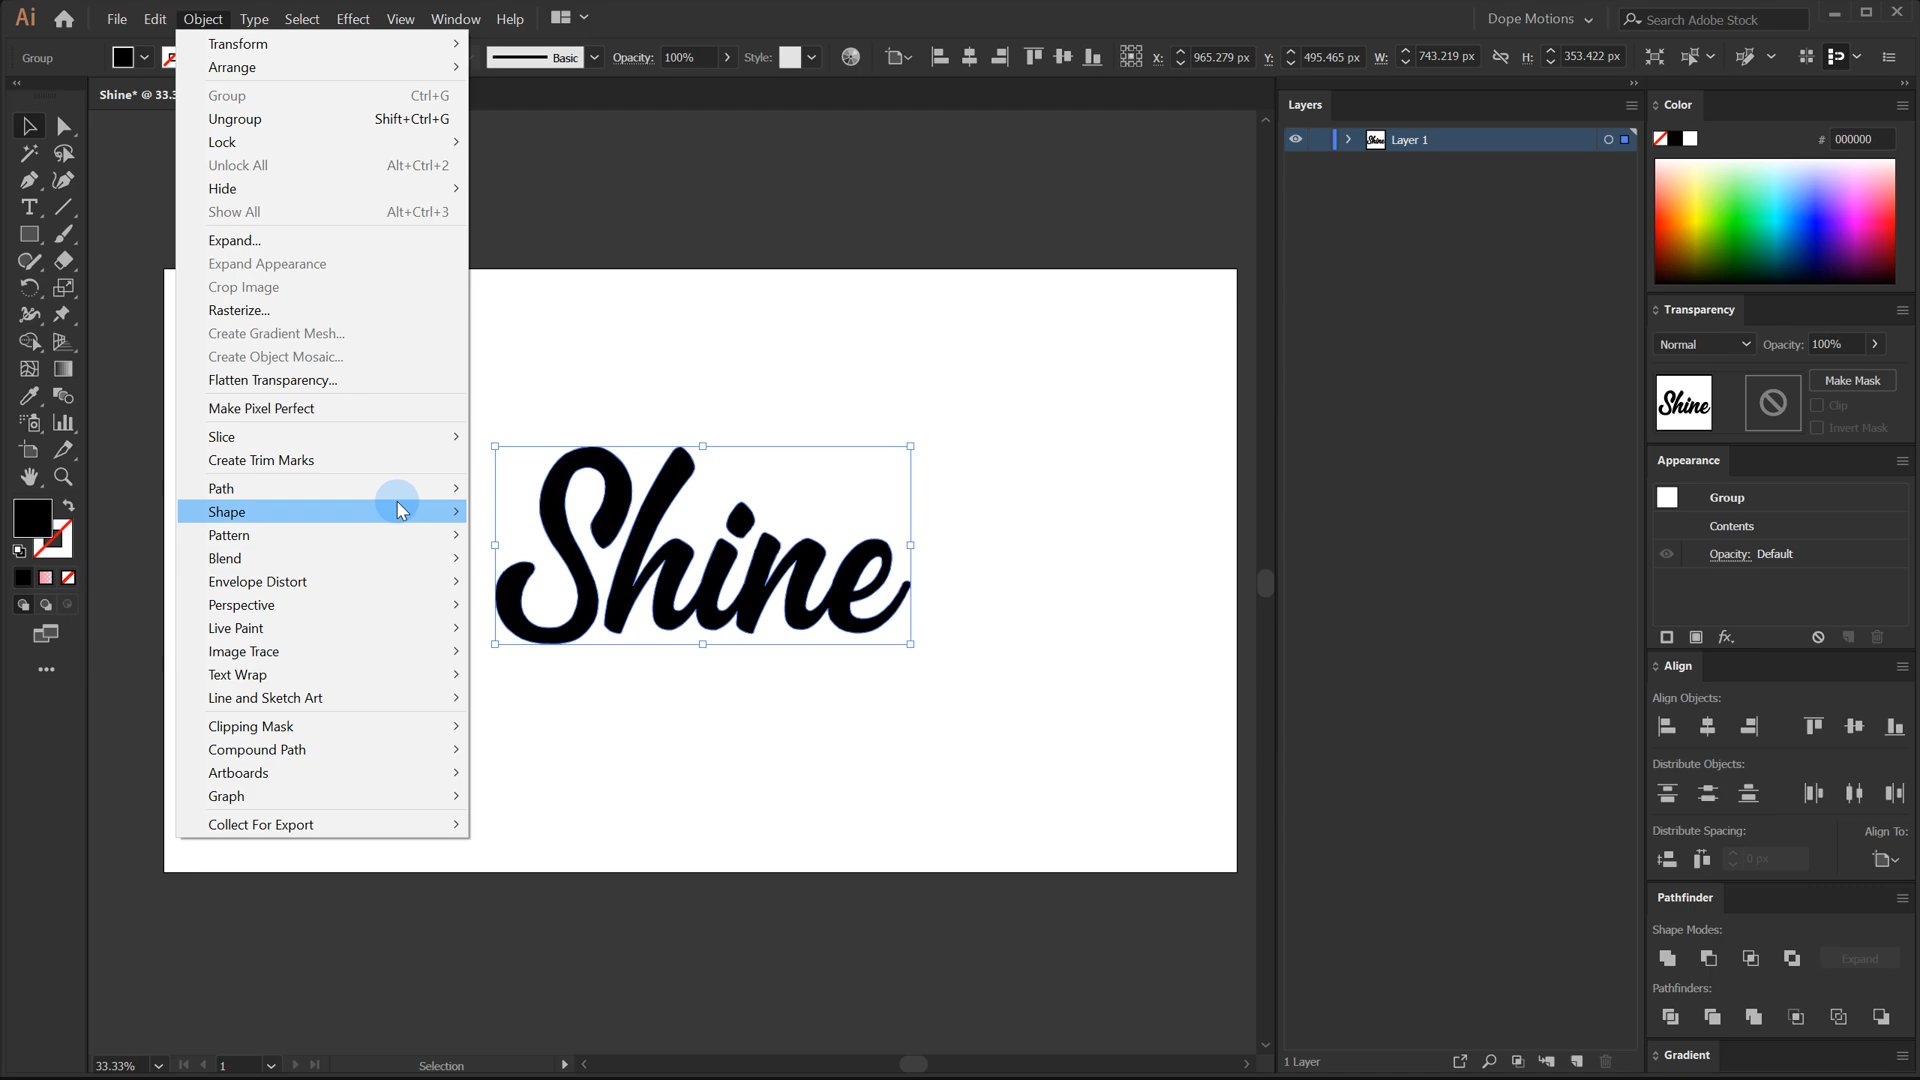 Ai File Edit Object Type Select Effect View Window Help Dope Motions Search Adobe Stock
Group Basic Opacity: 100% Style: X: 965.279 px Y: 495.465 px W: 743.219 px H: 353.422 px
Shine* @ 33.3
Transform
Arrange
Group Ctrl+G
Ungroup Shift+Ctrl+G
Lock
Unlock All Alt+Ctrl+2
Hide
Show All Alt+Ctrl+3
Expand...
Expand Appearance
Crop Image
Rasterize...
Create Gradient Mesh...
Create Object Mosaic...
Flatten Transparency...
Make Pixel Perfect
Slice
Create Trim Marks
Path
Shape
Pattern
Blend
Envelope Distort
Perspective
Live Paint
Image Trace
Text Wrap
Line and Sketch Art
Clipping Mask
Compound Path
Artboards
Graph
Collect For Export
Shine
33.33% 1 Selection
Layers
Shine Layer 1
1 Layer
Color
# 000000
Transparency
Normal Opacity: 100%
Shine
Make Mask
Clip
Invert Mask
Appearance
Group
Contents
Opacity: Default
fx.
Align
Align Objects:
Distribute Objects:
Distribute Spacing: Align To:
0 px
Pathfinder
Shape Modes:
Expand
Pathfinders:
Gradient